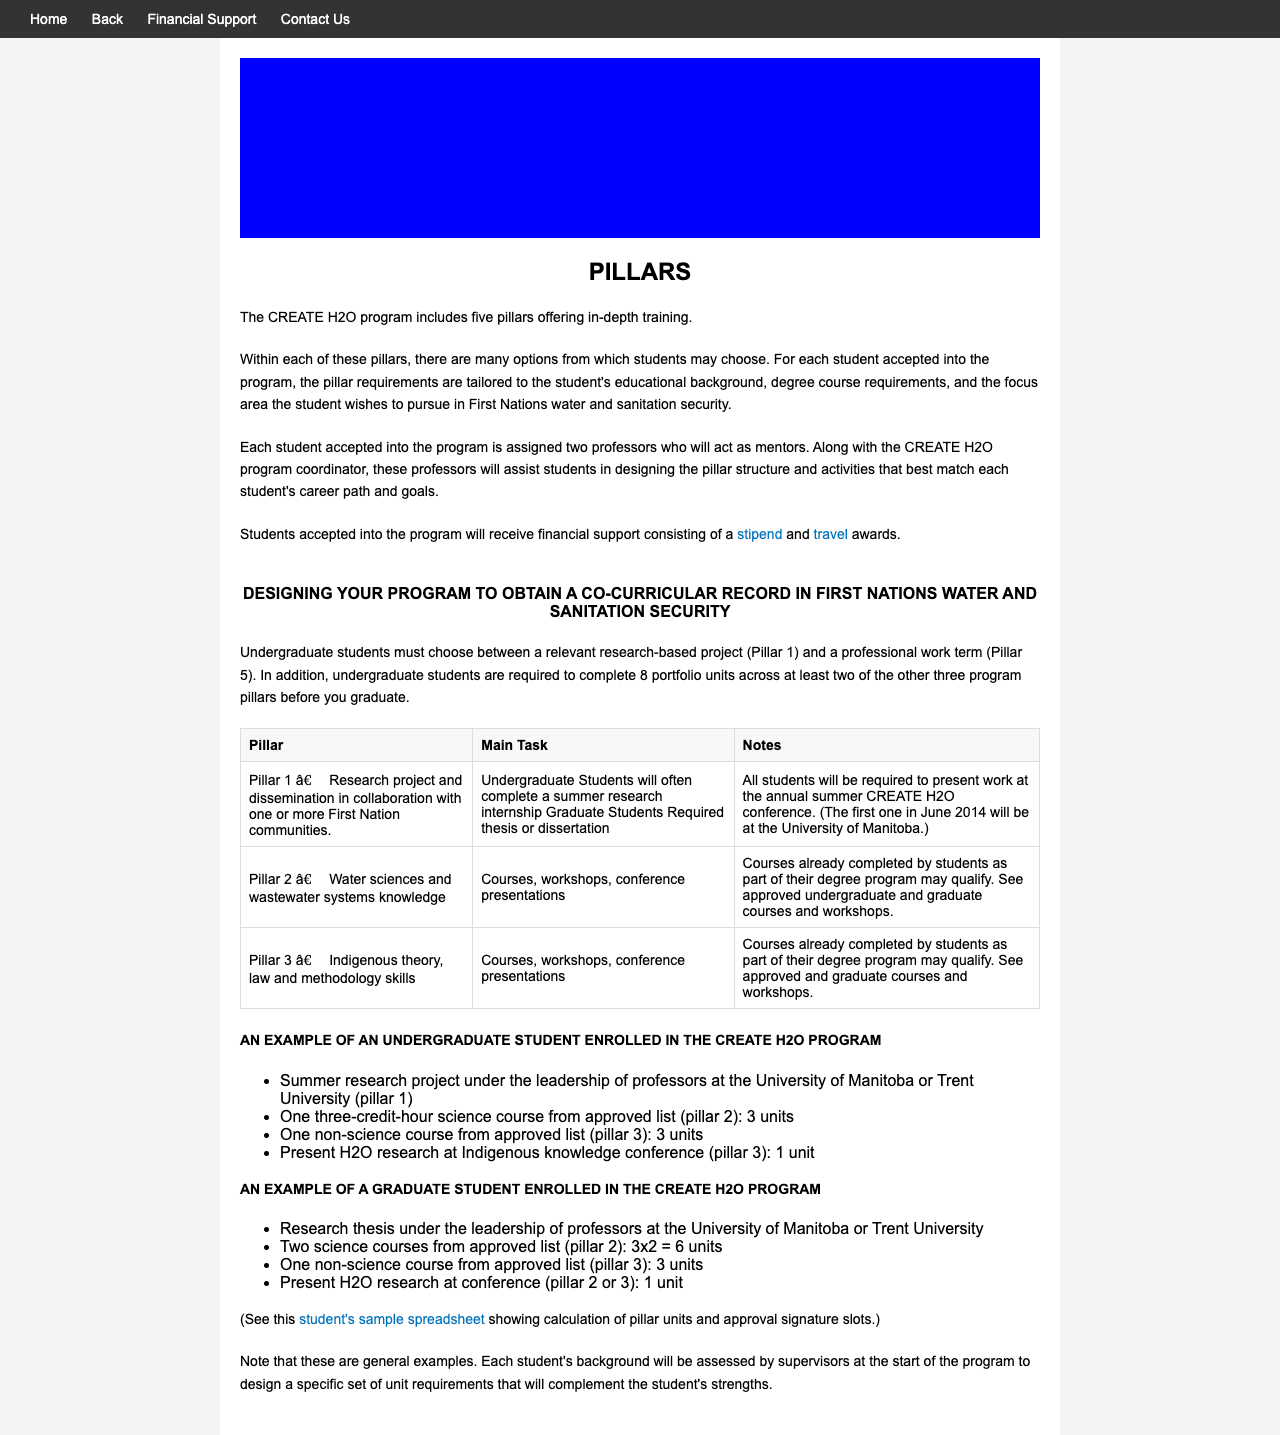 Home Back Financial Support Contact Us
PILLARS
The CREATE H2O program includes five pillars offering in-depth training.
Within each of these pillars, there are many options from which students may choose. For each student accepted into the
program, the pillar requirements are tailored to the student's educational background, degree course requirements, and the focus
area the student wishes to pursue in First Nations water and sanitation security.
Each student accepted into the program is assigned two professors who will act as mentors. Along with the CREATE H2O
program coordinator, these professors will assist students in designing the pillar structure and activities that best match each
student's career path and goals.
Students accepted into the program will receive financial support consisting of a stipend and travel awards.
DESIGNING YOUR PROGRAM TO OBTAIN A CO-CURRICULAR RECORD IN FIRST NATIONS WATER AND
SANITATION SECURITY
Undergraduate students must choose between a relevant research-based project (Pillar 1) and a professional work term (Pillar
5). In addition, undergraduate students are required to complete 8 portfolio units across at least two of the other three program
pillars before you graduate.
Pillar Main Task Notes
Pillar 1 â€ Research project and
dissemination in collaboration with
one or more First Nation
communities.
Undergraduate Students will often
complete a summer research
internship Graduate Students Required
thesis or dissertation
All students will be required to present work at
the annual summer CREATE H2O
conference. (The first one in June 2014 will be
at the University of Manitoba.)
Pillar 2 â€ Water sciences and
wastewater systems knowledge
Courses, workshops, conference
presentations
Courses already completed by students as
part of their degree program may qualify. See
approved undergraduate and graduate
courses and workshops.
Pillar 3 â€ Indigenous theory,
law and methodology skills
Courses, workshops, conference
presentations
Courses already completed by students as
part of their degree program may qualify. See
approved and graduate courses and
workshops.
AN EXAMPLE OF AN UNDERGRADUATE STUDENT ENROLLED IN THE CREATE H2O PROGRAM
• Summer research project under the leadership of professors at the University of Manitoba or Trent
University (pillar 1)
• One three-credit-hour science course from approved list (pillar 2): 3 units
• One non-science course from approved list (pillar 3): 3 units
• Present H2O research at Indigenous knowledge conference (pillar 3): 1 unit
AN EXAMPLE OF A GRADUATE STUDENT ENROLLED IN THE CREATE H2O PROGRAM
• Research thesis under the leadership of professors at the University of Manitoba or Trent University
• Two science courses from approved list (pillar 2): 3x2 = 6 units
• One non-science course from approved list (pillar 3): 3 units
• Present H2O research at conference (pillar 2 or 3): 1 unit
(See this student's sample spreadsheet showing calculation of pillar units and approval signature slots.)
Note that these are general examples. Each student's background will be assessed by supervisors at the start of the program to
design a specific set of unit requirements that will complement the student's strengths.